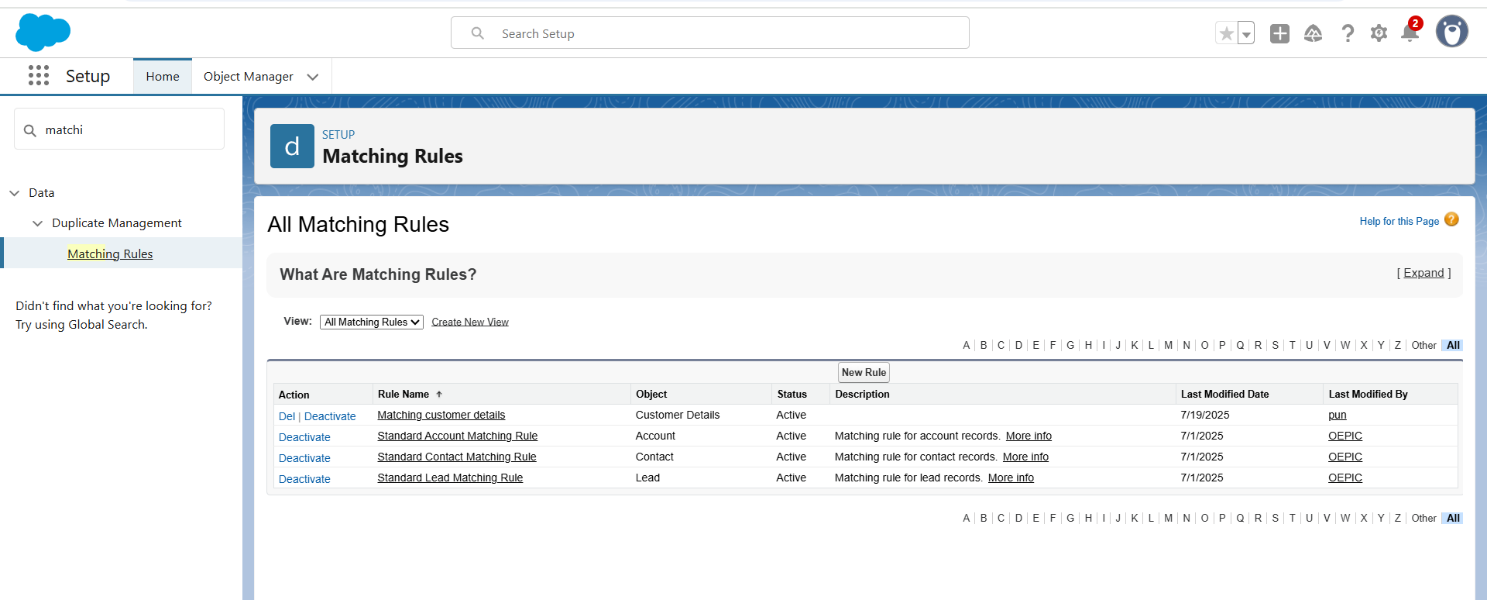 Search Setup
2
Setup
Home
Object Manager
matchi
Data
Duplicate Management
Matching Rules
Didn't find what you're looking for?
Try using Global Search.
d
SETUP
Matching Rules
All Matching Rules
Help for this Page ?
What Are Matching Rules?
[ Expand ]
View: All Matching Rules Create New View
A | B | C | D | E | F | G | H | I | J | K | L | M | N | O | P | Q | R | S | T | U | V | W | X | Y | Z | Other All
New Rule
Action Rule Name ↑ Object Status Description Last Modified Date Last Modified By
Del | Deactivate Matching customer details Customer Details Active 7/19/2025 pun
Deactivate Standard Account Matching Rule Account Active Matching rule for account records. More info 7/1/2025 OEPIC
Deactivate Standard Contact Matching Rule Contact Active Matching rule for contact records. More info 7/1/2025 OEPIC
Deactivate Standard Lead Matching Rule Lead Active Matching rule for lead records. More info 7/1/2025 OEPIC
A | B | C | D | E | F | G | H | I | J | K | L | M | N | O | P | Q | R | S | T | U | V | W | X | Y | Z | Other All